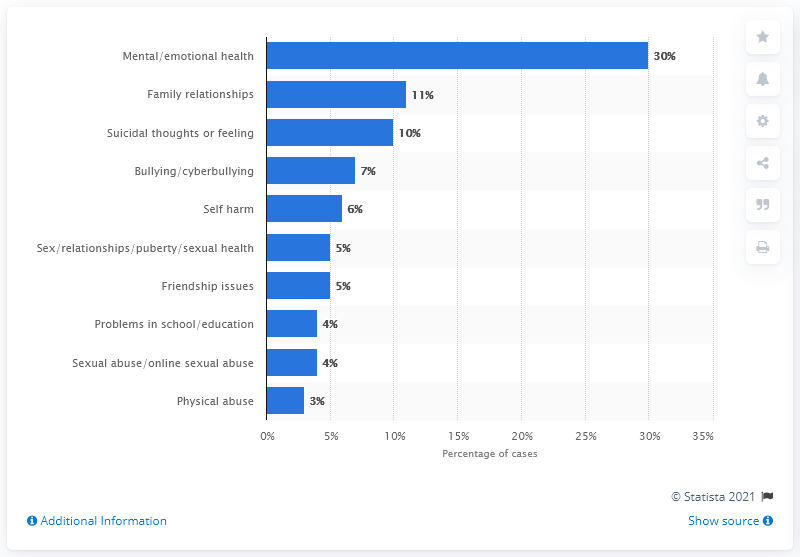 Mental/emotional health 30%
Family relationships 11%
Suicidal thoughts or feeling 10%
Bullying/cyberbullying 7%
Self harm 6%
Sex/relationships/puberty/sexual health 5%
Friendship issues 5%
Problems in school/education 4%
Sexual abuse/online sexual abuse 4%
Physical abuse 3%
0% 5% 10% 15% 20% 25% 30% 35%
Percentage of cases
© Statista 2021
Additional Information Show source